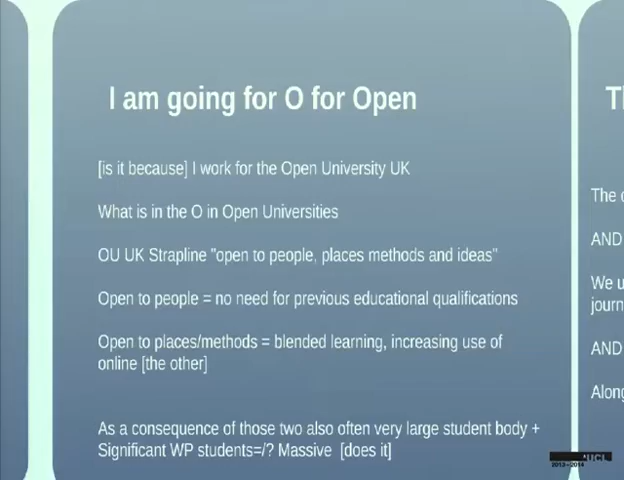 I am going for O for Open
[is it because] I work for the Open University UK
What is in the O in Open Universities
OU UK Strapline "open to people, places methods and ideas"
Open to people = no need for previous educational qualifications
Open to places/methods = blended learning, increasing use of
online [the other]
As a consequence of those two also often very large student body +
Significant WP students=/? Massive [does it]
AND
We u
journ
AND
Along
UCL
2013-2014